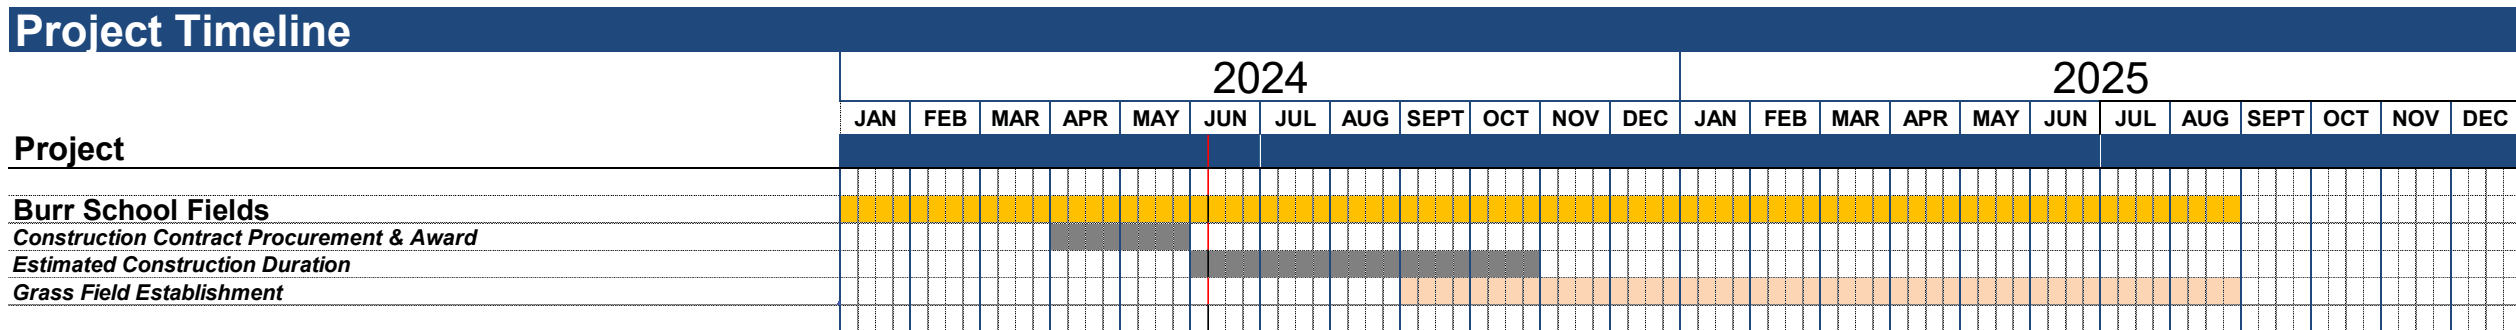 Project Timeline
2024 2025
JAN FEB MAR APR MAY JUN JUL AUG SEPT OCT NOV DEC JAN FEB MAR APR MAY JUN JUL AUG SEPT OCT NOV DEC
Project
Burr School Fields
Construction Contract Procurement & Award
Estimated Construction Duration
Grass Field Establishment